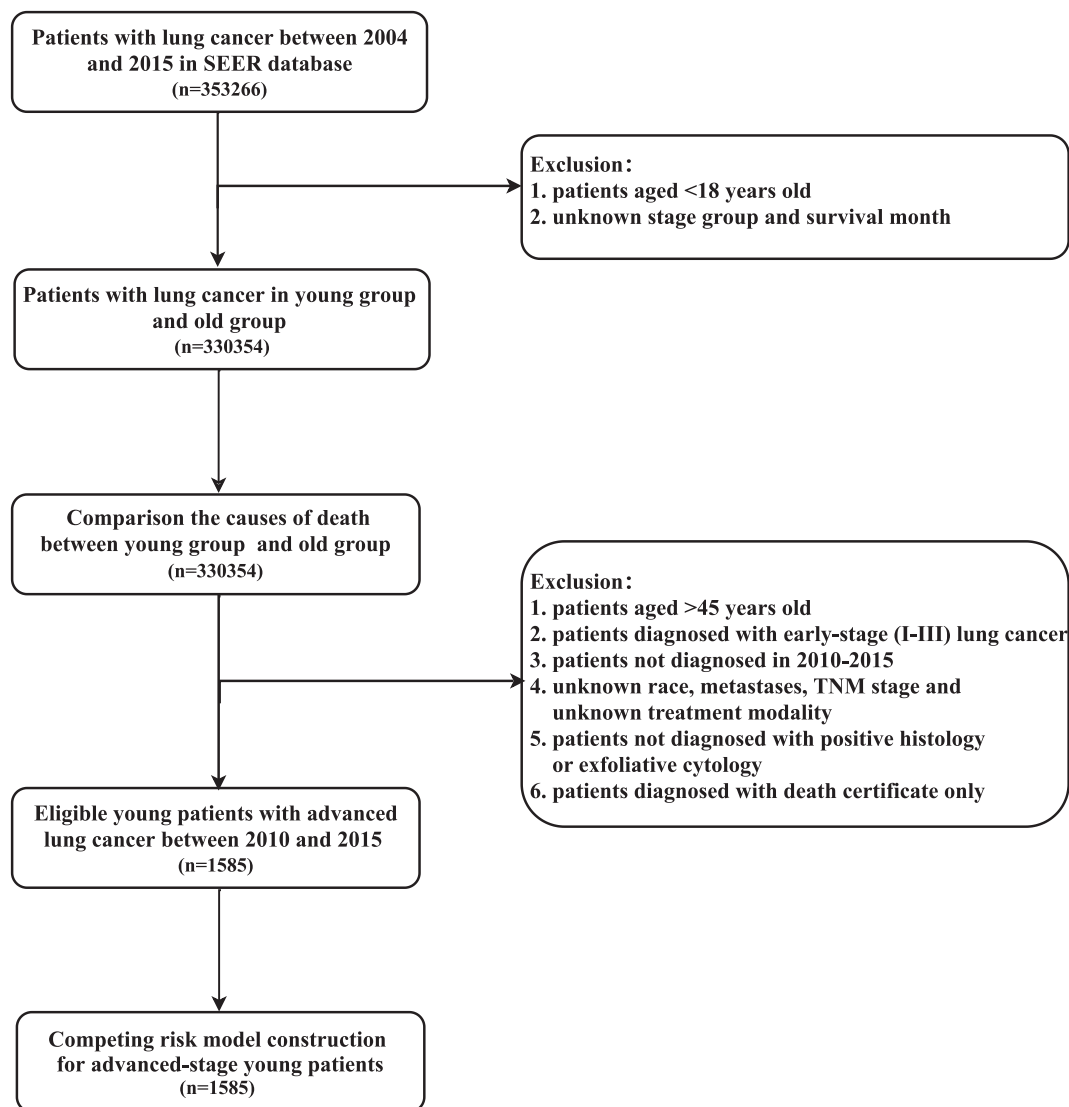 Patients with lung cancer between 2004
and 2015 in SEER database
(n=353266)
Exclusion：
1. patients aged <18 years old
2. unknown stage group and survival month
Patients with lung cancer in young group
and old group
(n=330354)
Comparison the causes of death
between young group and old group
(n=330354)
Exclusion：
1. patients aged >45 years old
2. patients diagnosed with early-stage (I-III) lung cancer
3. patients not diagnosed in 2010-2015
4. unknown race, metastases, TNM stage and
unknown treatment modality
5. patients not diagnosed with positive histology
or exfoliative cytology
6. patients diagnosed with death certificate only
Eligible young patients with advanced
lung cancer between 2010 and 2015
(n=1585)
Competing risk model construction
for advanced-stage young patients
(n=1585)